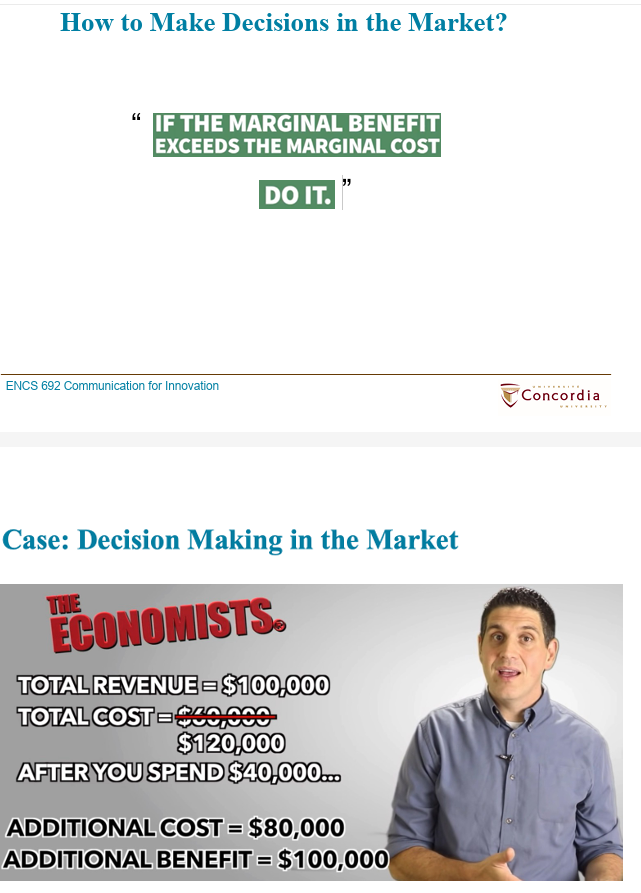 How to Make Decisions in the Market?
“ IF THE MARGINAL BENEFIT
EXCEEDS THE MARGINAL COST
DO IT. ”
ENCS 692 Communication for Innovation
UNIVERSITÉ
Concordia
UNIVERSITY
Case: Decision Making in the Market
THE
ECONOMISTS
TOTAL REVENUE = $100,000
TOTAL COST = $60,000
$120,000
AFTER YOU SPEND $40,000...
ADDITIONAL COST = $80,000
ADDITIONAL BENEFIT = $100,000